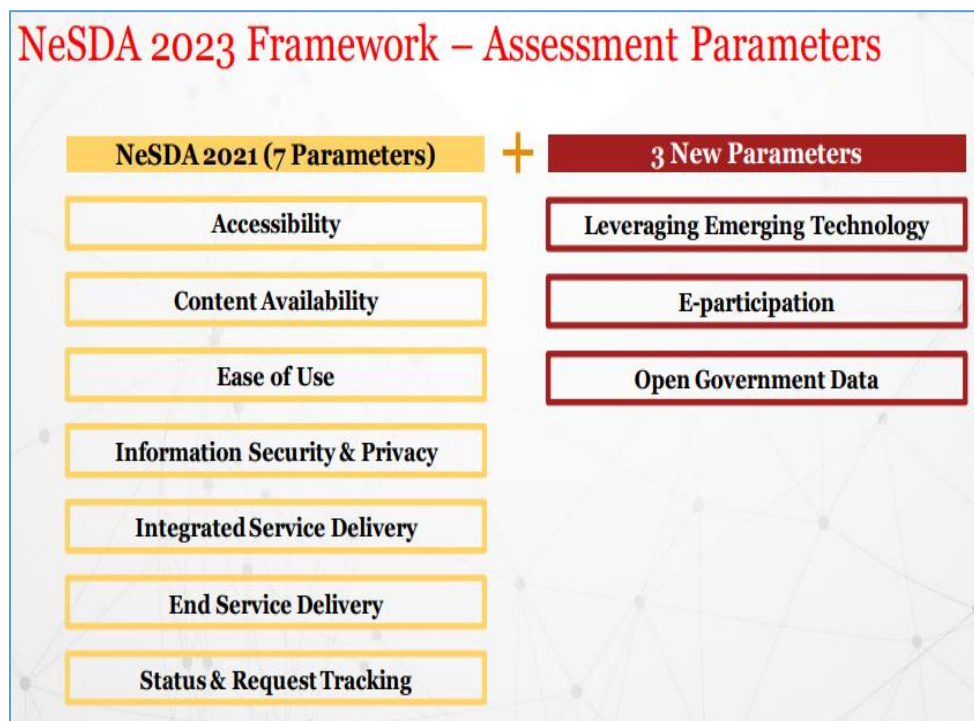 NeSDA 2023 Framework – Assessment Parameters
NeSDA 2021 (7 Parameters)
Accessibility
Content Availability
Ease of Use
Information Security & Privacy
Integrated Service Delivery
End Service Delivery
Status & Request Tracking
+
3 New Parameters
Leveraging Emerging Technology
E-participation
Open Government Data